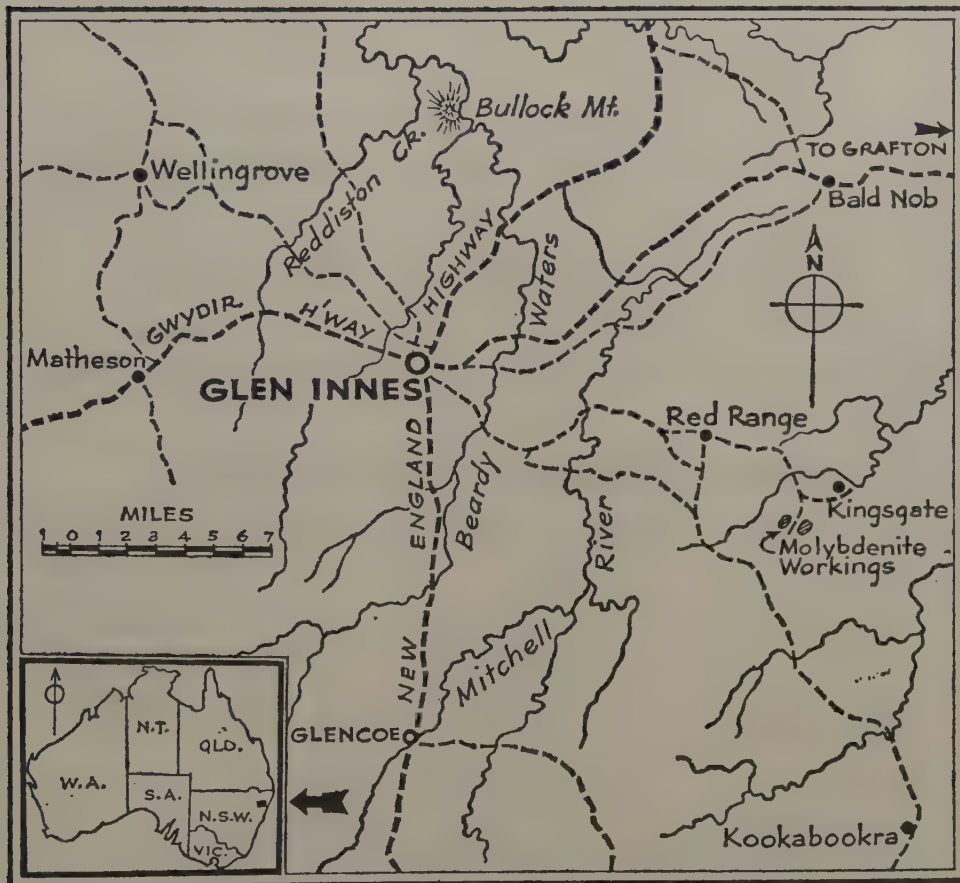 Bullock Mt.
TO GRAFTON
Wellingrove
Reddiston CR.
Bald Nob
N
HIGHWAY
Waters
GWYDIR H'WAY
Matheson
GLEN INNES
Red Range
ENGLAND
Beardy
MILES
1 0 1 2 3 4 5 6 7
River
Kingsgate
Molybdenite
Workings
NEW
Mitchell
GLENCOE
N.T.
QLD.
W.A.
S.A.
N.S.W.
VIC.
Kookabookra